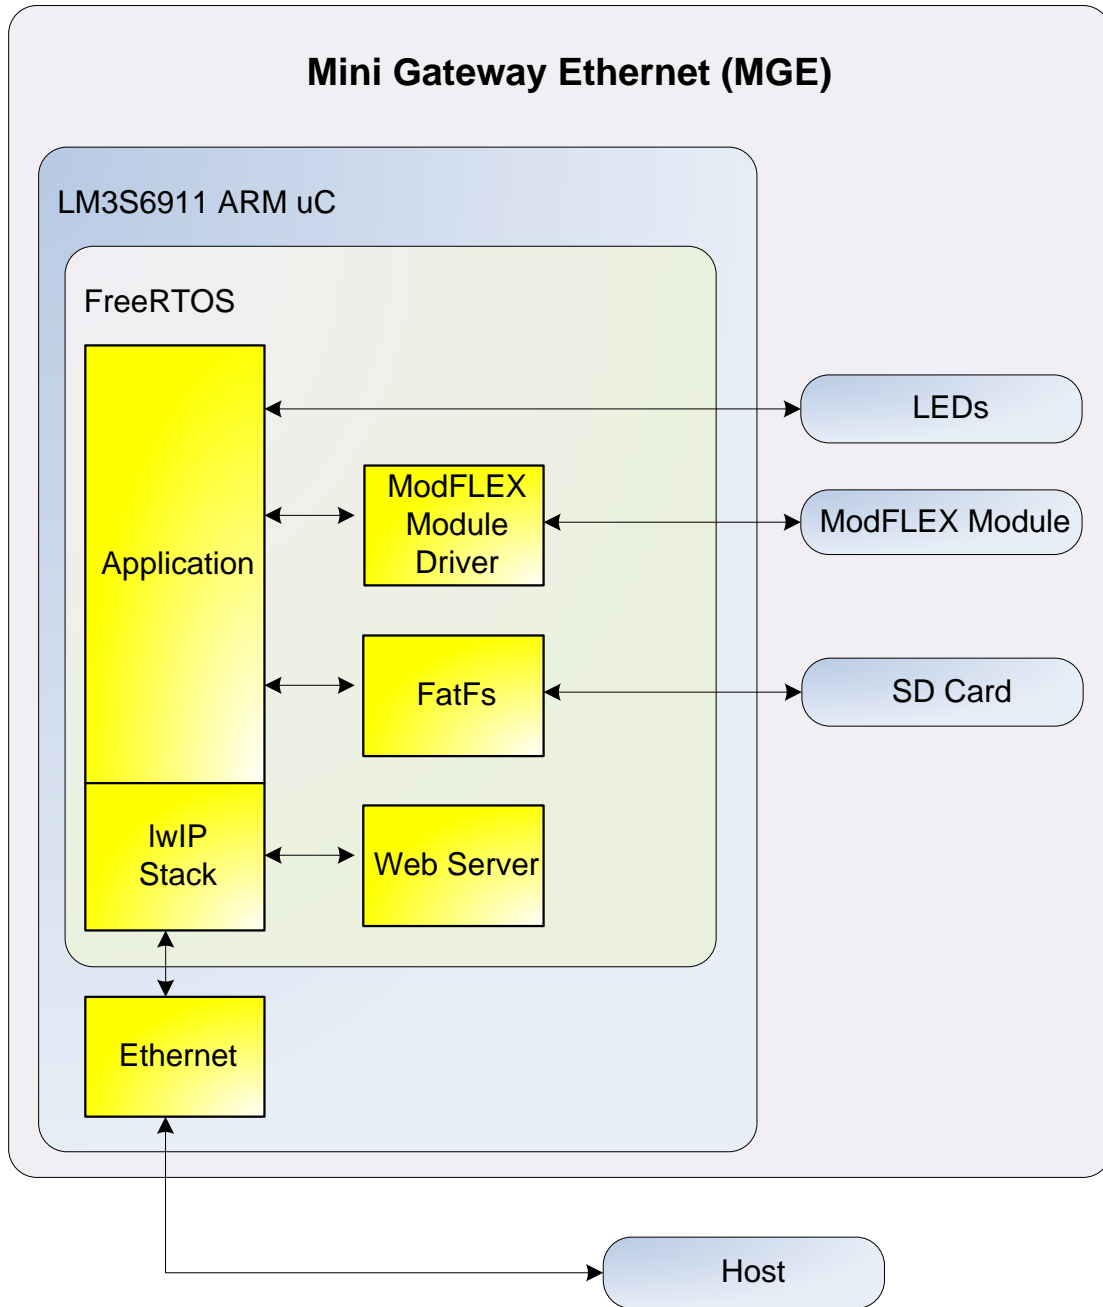 Mini Gateway Ethernet (MGE)
LM3S6911 ARM uC
FreeRTOS
LEDs
ModFLEX
Module
Driver
ModFLEX Module
Application
FatFs
SD Card
lwIP
Stack
Web Server
Ethernet
Host